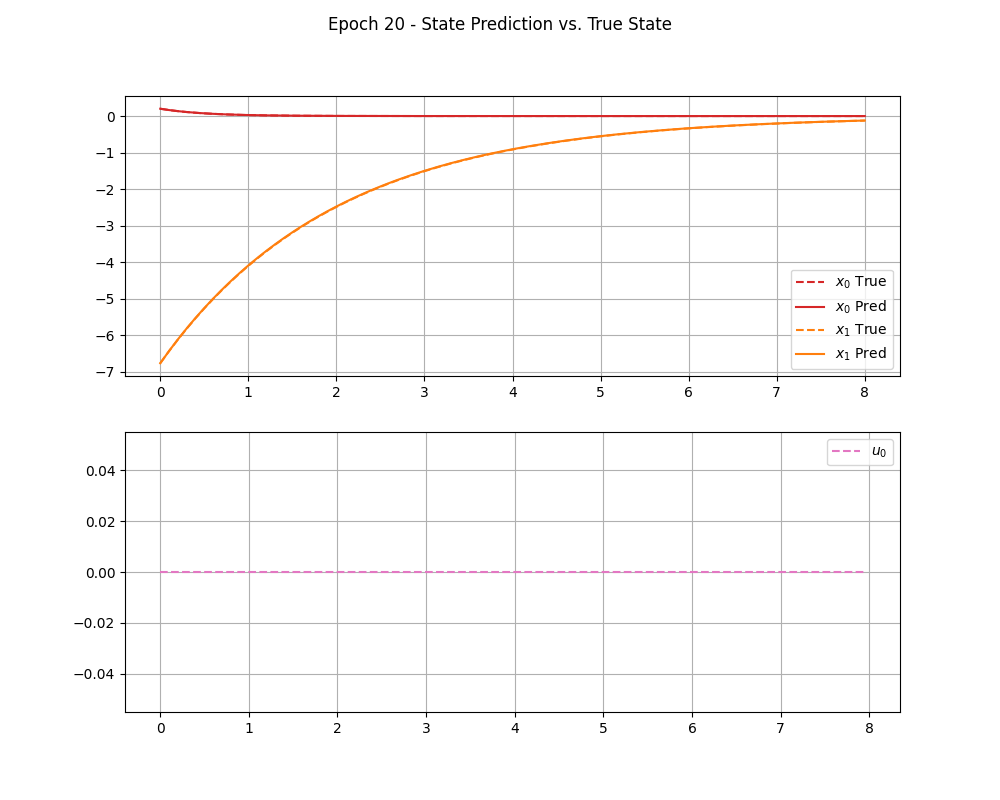 Epoch 20 - State Prediction vs. True State
0
−1
−2
−3
−4
−5
−6
−7
x₀ True
x₀ Pred
x₁ True
x₁ Pred
0 1 2 3 4 5 6 7 8
u₀
0.04
0.02
0.00
−0.02
−0.04
0 1 2 3 4 5 6 7 8